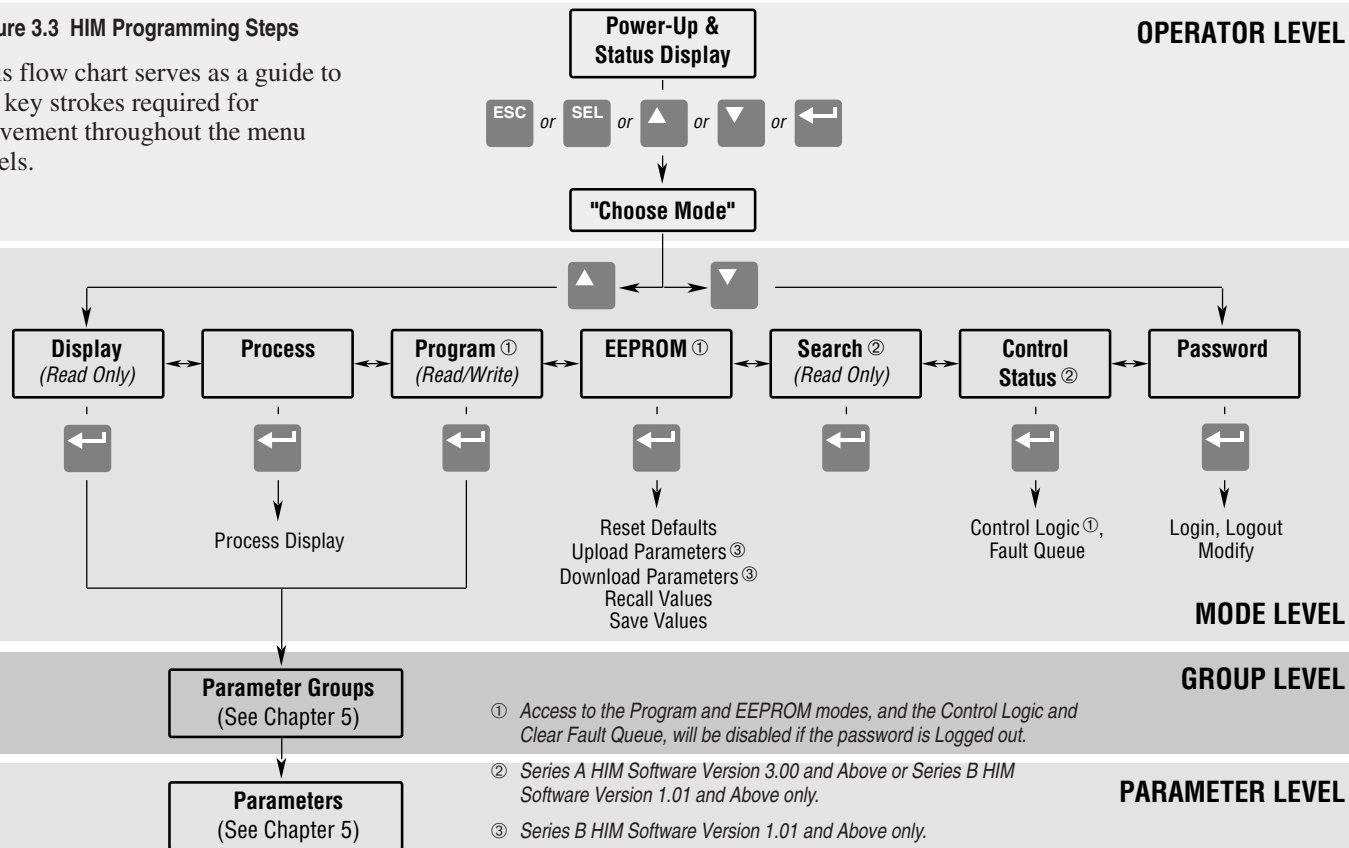 ure 3.3 HIM Programming Steps
is flow chart serves as a guide to
key strokes required for
vement throughout the menu
els.
OPERATOR LEVEL
Power-Up &
Status Display
ESC or SEL or or or
"Choose Mode"
Display
(Read Only)
Process
Program ①
(Read/Write)
EEPROM ①
Search ②
(Read Only)
Control
Status ②
Password
Process Display
Reset Defaults
Upload Parameters ③
Download Parameters ③
Recall Values
Save Values
Control Logic ①,
Fault Queue
Login, Logout
Modify
MODE LEVEL
GROUP LEVEL
Parameter Groups
(See Chapter 5)
① Access to the Program and EEPROM modes, and the Control Logic and
Clear Fault Queue, will be disabled if the password is Logged out.
② Series A HIM Software Version 3.00 and Above or Series B HIM
Software Version 1.01 and Above only.
PARAMETER LEVEL
Parameters
(See Chapter 5)
③ Series B HIM Software Version 1.01 and Above only.